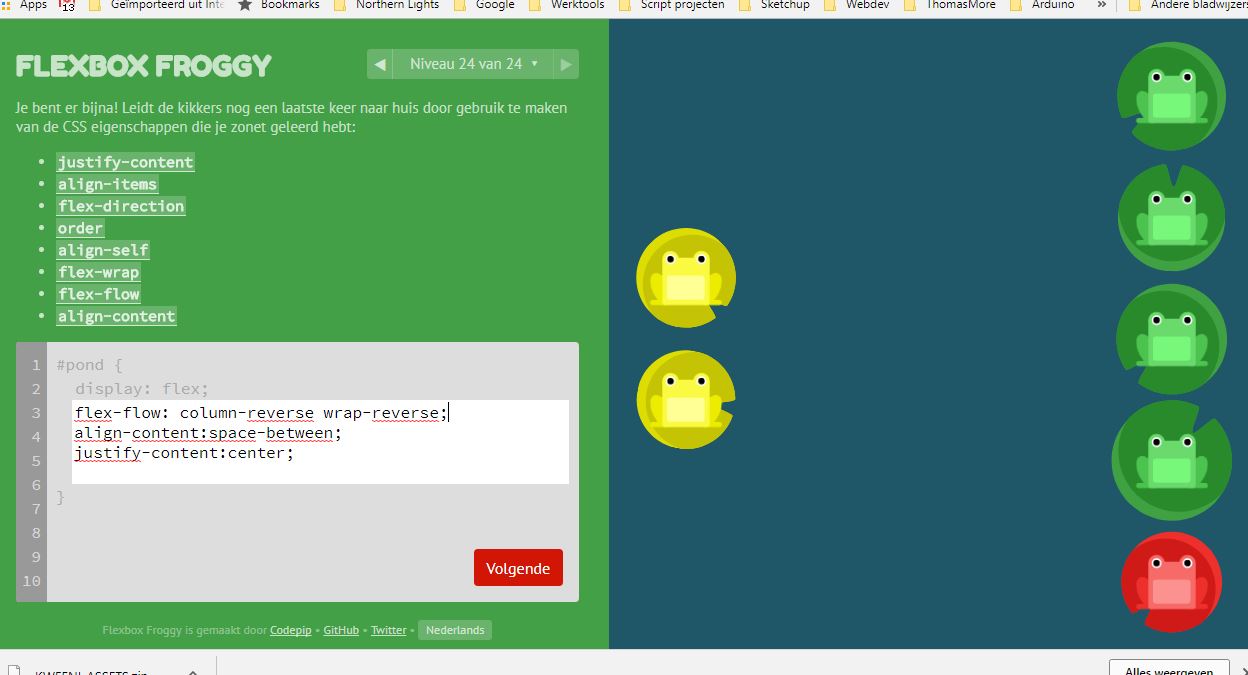 Apps 13 Geïmporteerd uit Inte Bookmarks Northern Lights Google Werktools Script projecten Sketchup Webdev ThomasMore Arduino » Andere bladwijzers
FLEXBOX FROGGY
◀ Niveau 24 van 24 ▾ ▶
Je bent er bijna! Leidt de kikkers nog een laatste keer naar huis door gebruik te maken
van de CSS eigenschappen die je zonet geleerd hebt:
• justify-content
• align-items
• flex-direction
• order
• align-self
• flex-wrap
• flex-flow
• align-content
1 #pond {
2 display: flex;
3 flex-flow: column-reverse wrap-reverse;
4 align-content:space-between;
5 justify-content:center;
6
7 }
8
9
10
Volgende
Flexbox Froggy is gemaakt door Codepip • GitHub • Twitter • Nederlands
KWEENI_ASSETS.zip
Alles weergeven